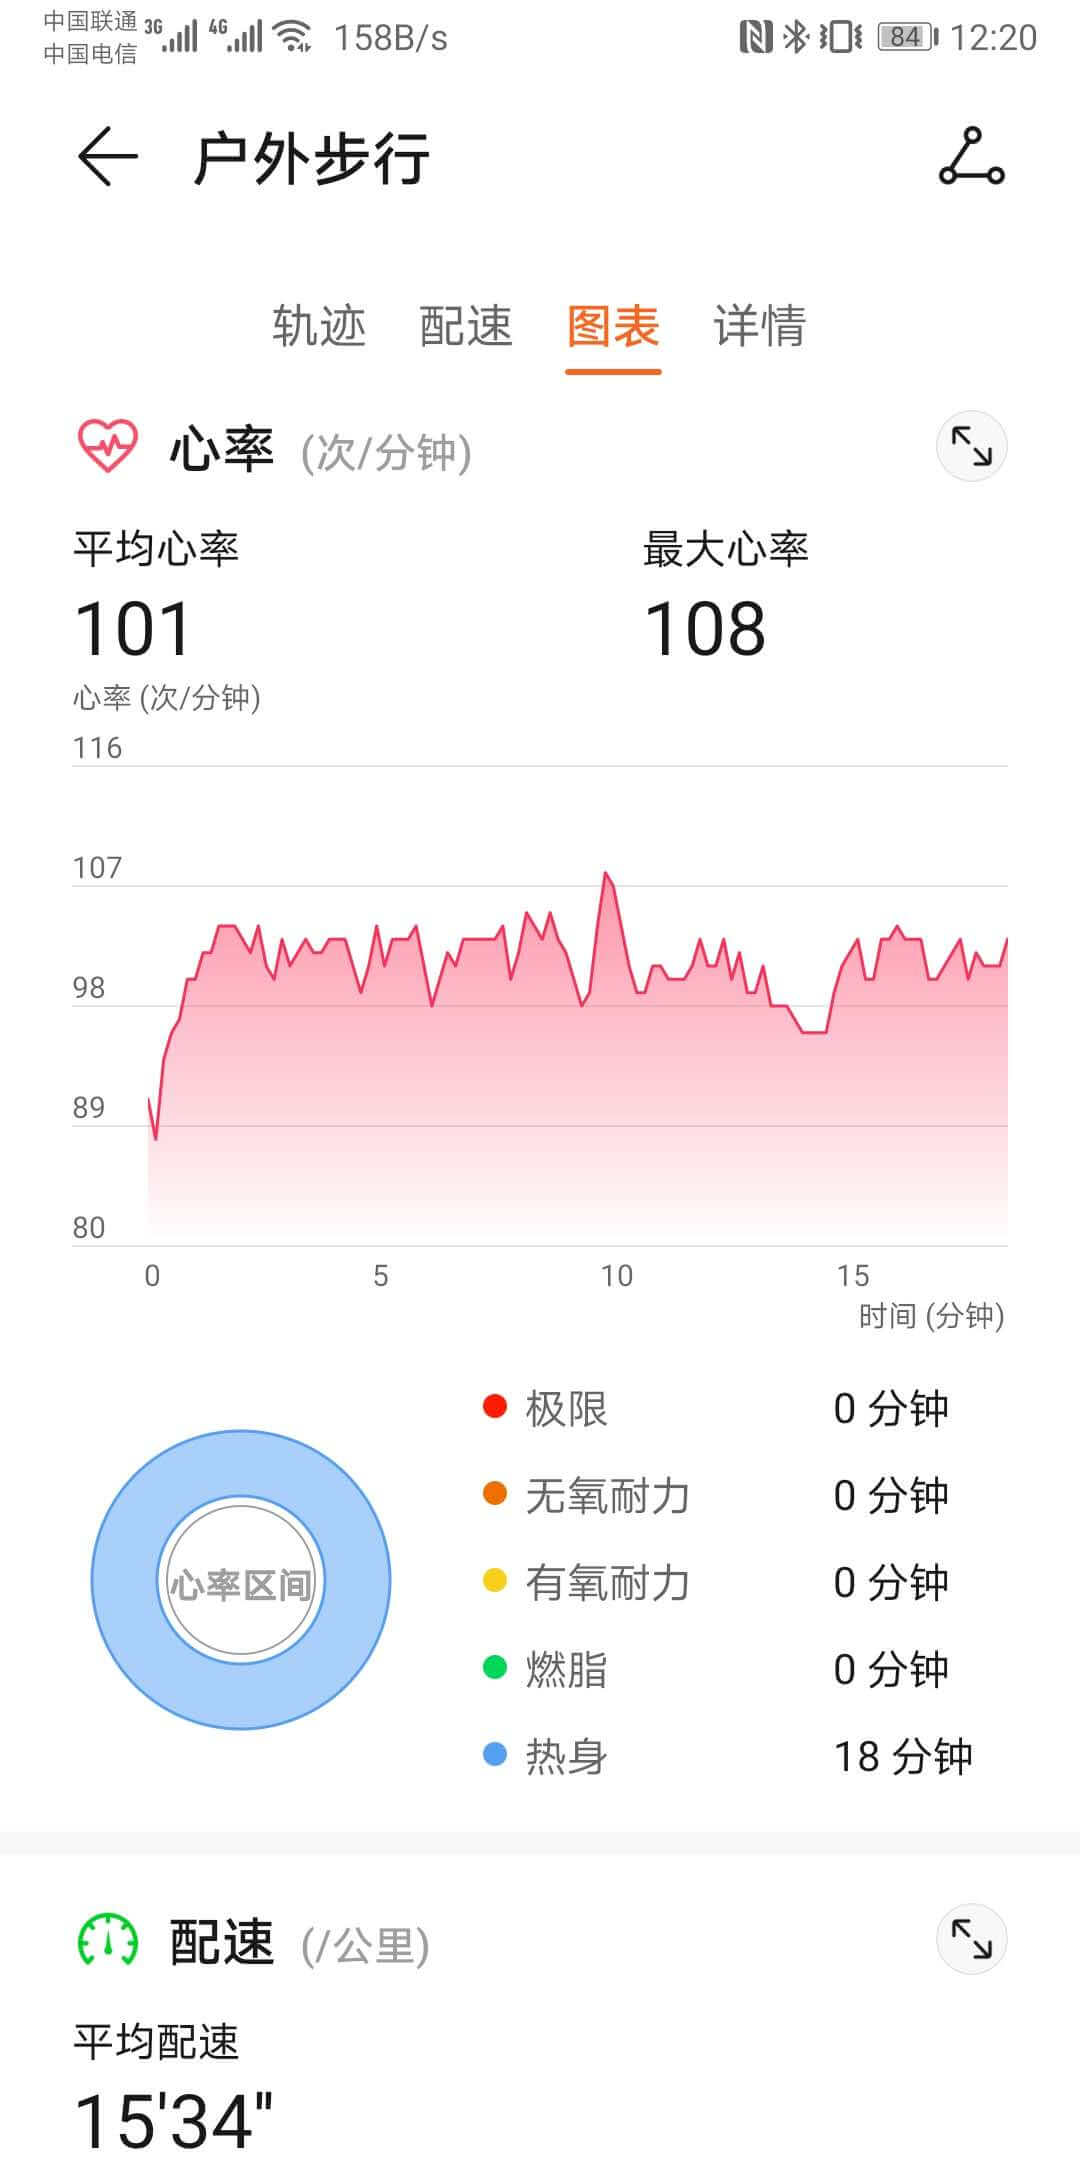 中国联通 3G 4G 158B/s 84 12:20
中国电信
户外步行
轨迹 配速 图表 详情
心率 (次/分钟)
平均心率 最大心率
101 108
心率 (次/分钟)
116
107
98
89
80
0 5 10 15
时间 (分钟)
极限 0 分钟
无氧耐力 0 分钟
有氧耐力 0 分钟
心率区间
燃脂 0 分钟
热身 18 分钟
配速 (/公里)
平均配速
15'34"